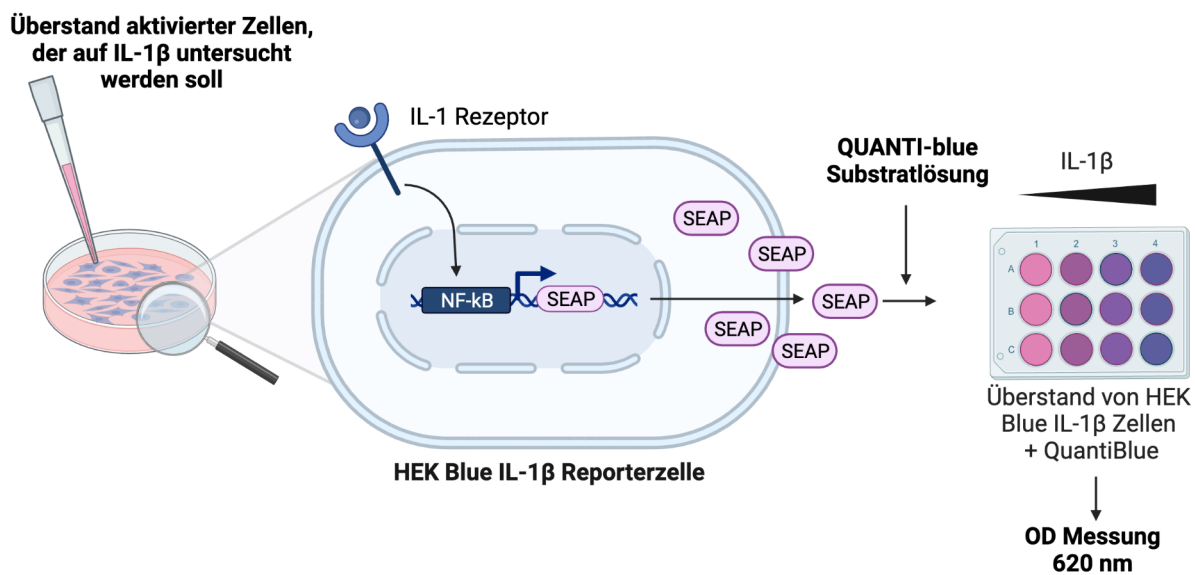 Überstand aktivierter Zellen,
der auf IL-1β untersucht
werden soll
IL-1 Rezeptor
NF-kB
SEAP
SEAP
SEAP
SEAP
SEAP
SEAP
HEK Blue IL-1β Reporterzelle
QUANTI-blue
Substratlösung
IL-1β
1 2 3 4
A
B
C
Überstand von HEK
Blue IL-1β Zellen
+ QuantiBlue
OD Messung
620 nm